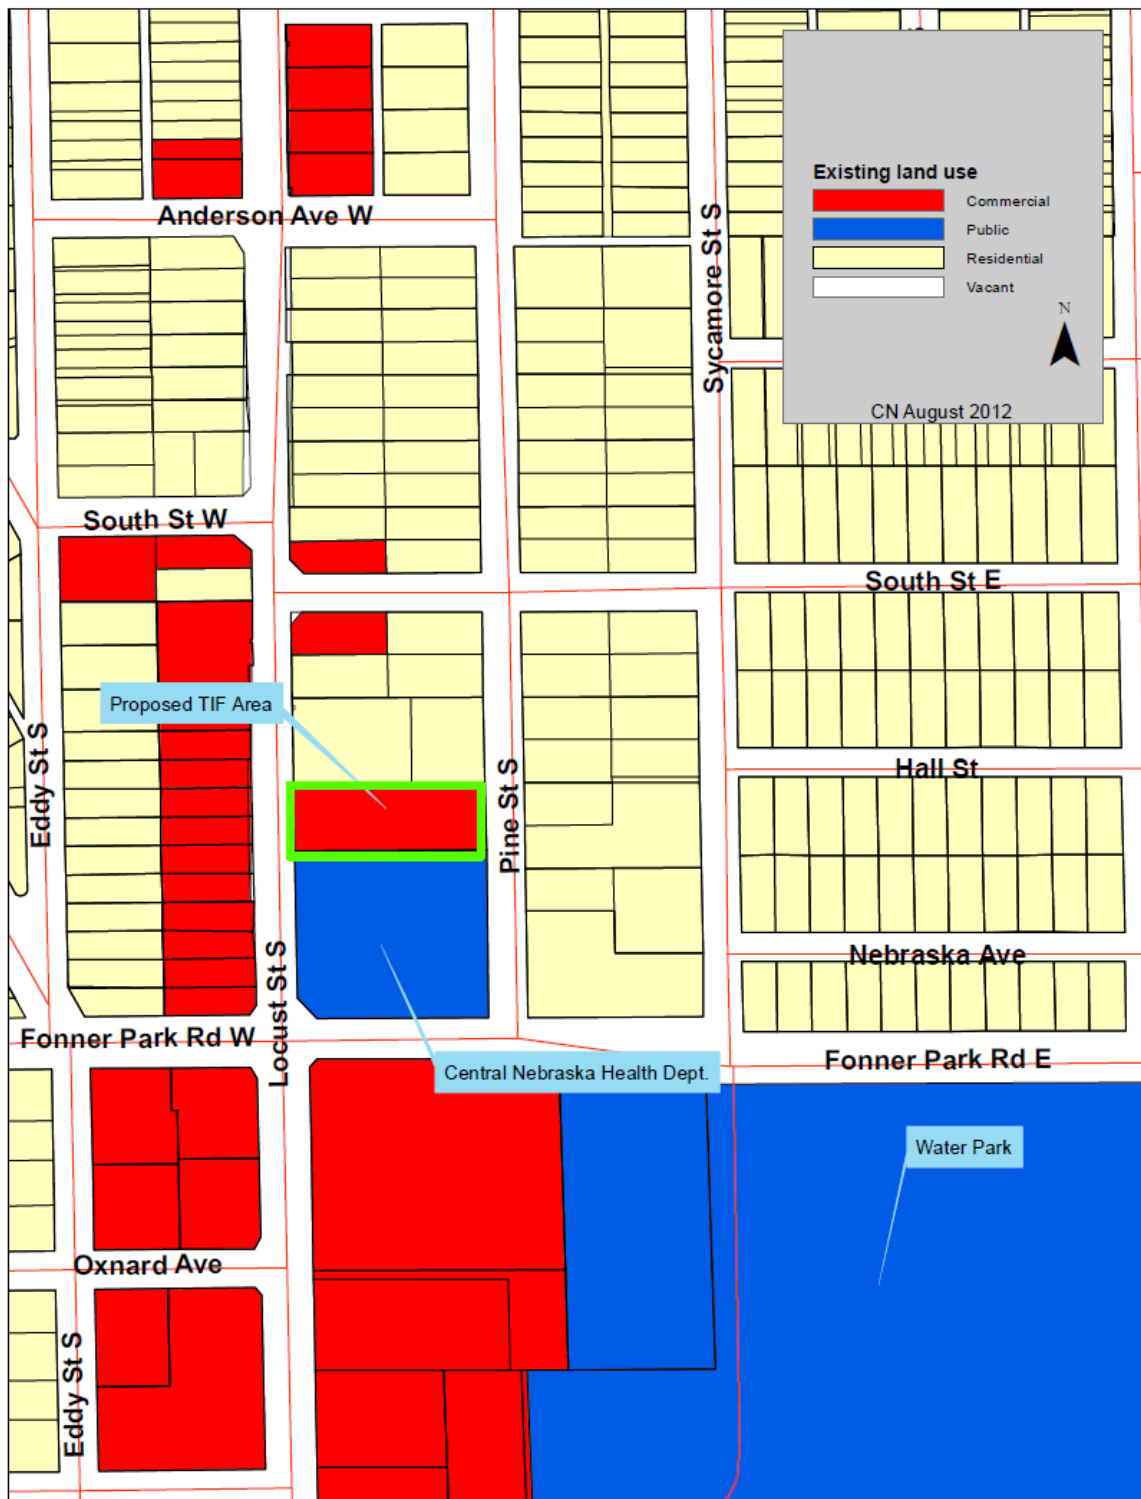 Existing land use
Commercial
Public
Residential
Vacant
N
CN August 2012
Anderson Ave W
Sycamore St S
South St W
South St E
Proposed TIF Area
Eddy St S
Pine St S
Hall St
Locust St S
Nebraska Ave
Fonner Park Rd W
Fonner Park Rd E
Central Nebraska Health Dept.
Water Park
Oxnard Ave
Eddy St S